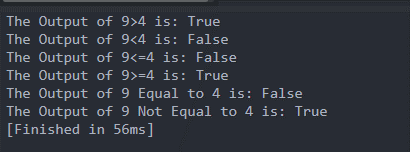 The Output of 9>4 is: True
The Output of 9<4 is: False
The Output of 9<=4 is: False
The Output of 9>=4 is: True
The Output of 9 Equal to 4 is: False
The Output of 9 Not Equal to 4 is: True
[Finished in 56ms]